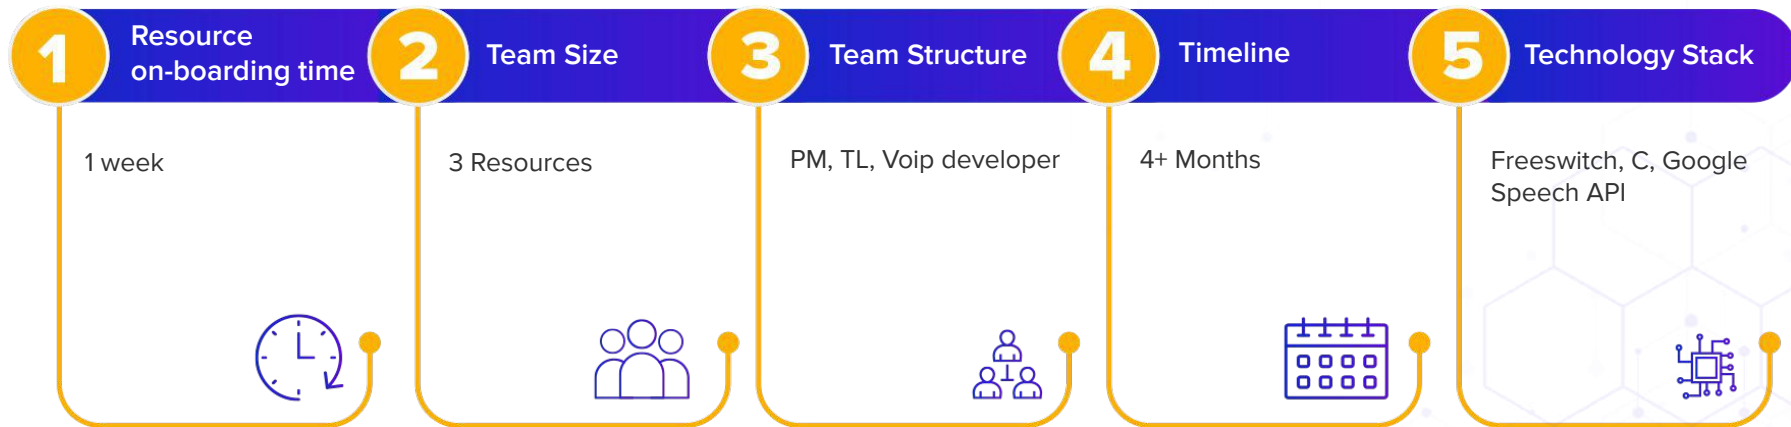 1
Resource
on-boarding time
1 week
2
Team Size
3 Resources
3
Team Structure
PM, TL, Voip developer
4
Timeline
4+ Months
5
Technology Stack
Freeswitch, C, Google
Speech API